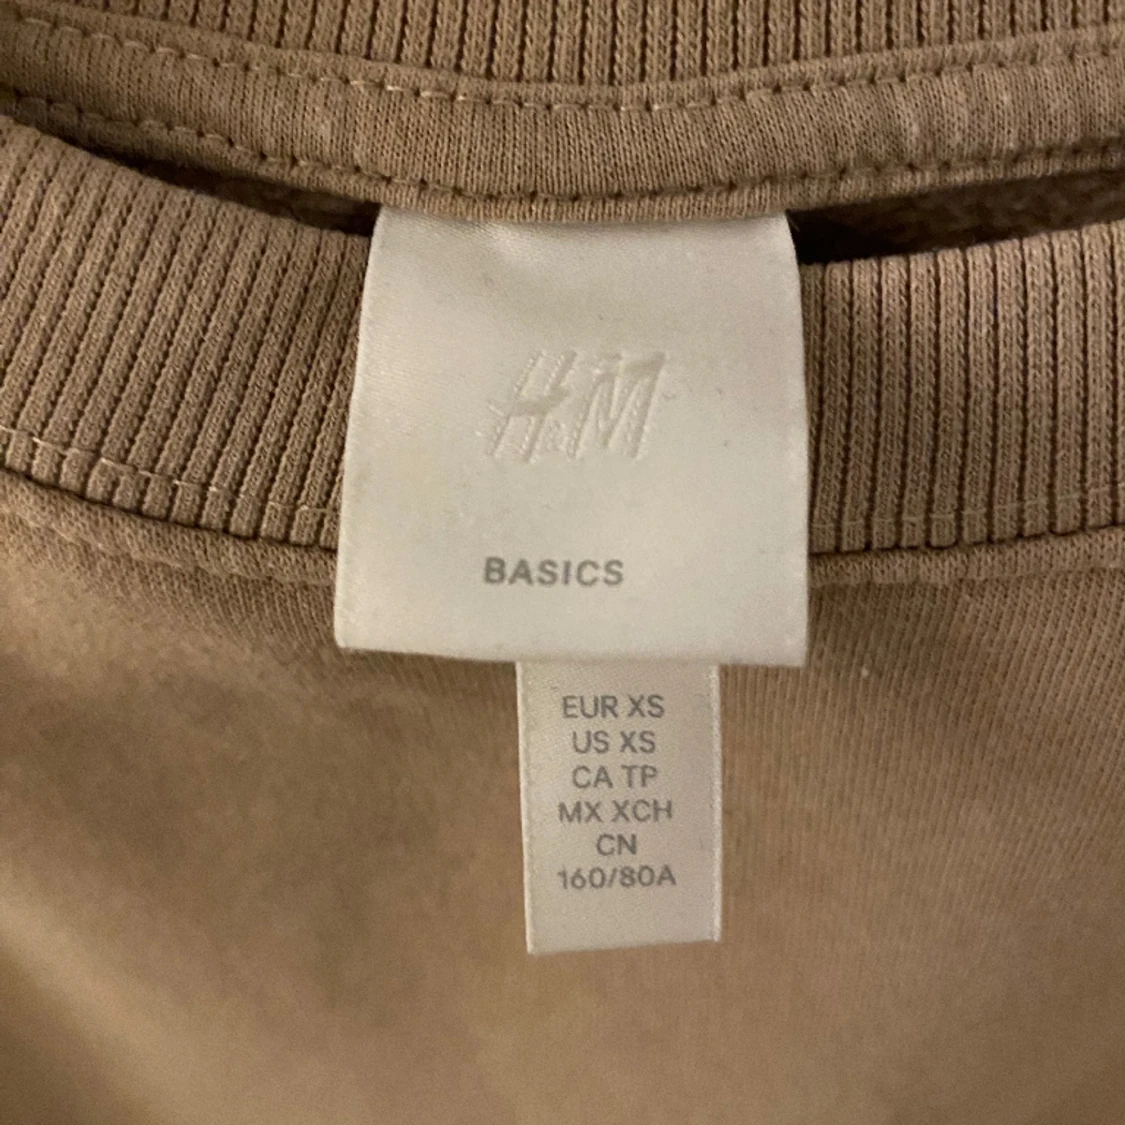 H&M
BASICS
EUR XS
US XS
CA TP
MX XCH
CN
160/80A